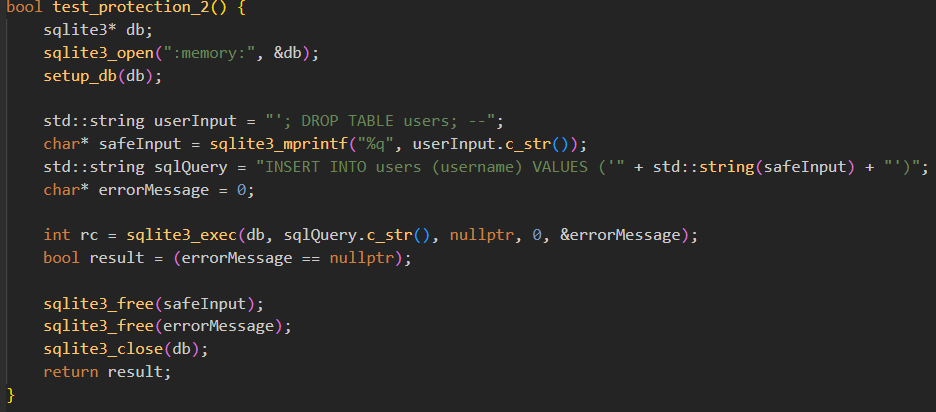 bool test_protection_2() {
    sqlite3* db;
    sqlite3_open(":memory:", &db);
    setup_db(db);

    std::string userInput = "'; DROP TABLE users; --";
    char* safeInput = sqlite3_mprintf("%q", userInput.c_str());
    std::string sqlQuery = "INSERT INTO users (username) VALUES ('" + std::string(safeInput) + "')";
    char* errorMessage = 0;

    int rc = sqlite3_exec(db, sqlQuery.c_str(), nullptr, 0, &errorMessage);
    bool result = (errorMessage == nullptr);

    sqlite3_free(safeInput);
    sqlite3_free(errorMessage);
    sqlite3_close(db);
    return result;
}